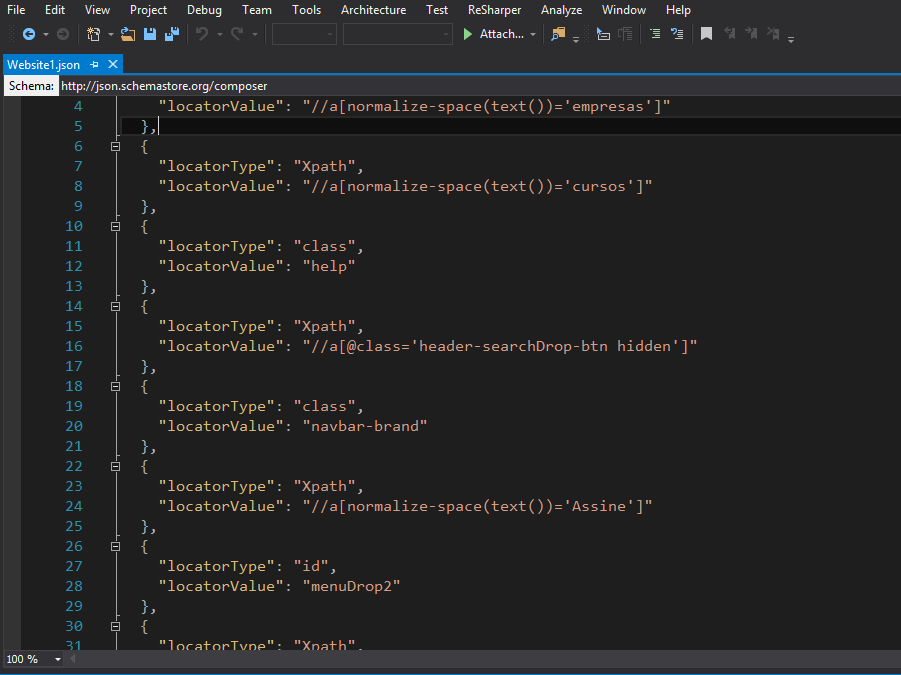 File Edit View Project Debug Team Tools Architecture Test ReSharper Analyze Window Help
Attach...
Website1.json
Schema: http://json.schemastore.org/composer
4 "locatorValue": "//a[normalize-space(text())='empresas']"
5 },
6 {
7 "locatorType": "Xpath",
8 "locatorValue": "//a[normalize-space(text())='cursos']"
9 },
10 {
11 "locatorType": "class",
12 "locatorValue": "help"
13 },
14 {
15 "locatorType": "Xpath",
16 "locatorValue": "//a[@class='header-searchDrop-btn hidden']"
17 },
18 {
19 "locatorType": "class",
20 "locatorValue": "navbar-brand"
21 },
22 {
23 "locatorType": "Xpath",
24 "locatorValue": "//a[normalize-space(text())='Assine']"
25 },
26 {
27 "locatorType": "id",
28 "locatorValue": "menuDrop2"
29 },
30 {
31 "locatorType": "Xpath",
100 %